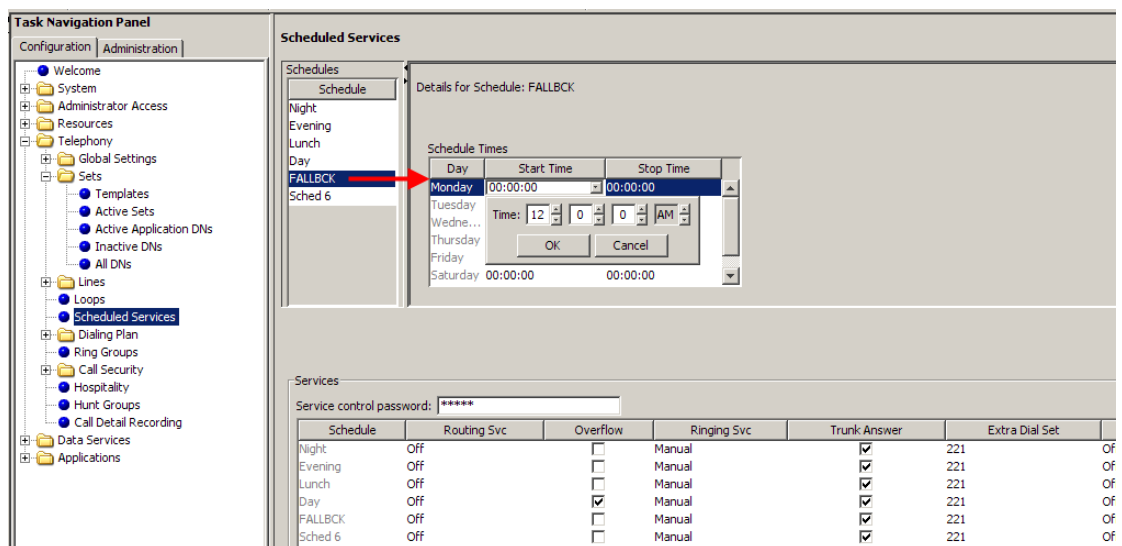 Task Navigation Panel
Configuration Administration
Welcome
System
Administrator Access
Resources
Telephony
Global Settings
Sets
Templates
Active Sets
Active Application DNs
Inactive DNs
All DNs
Lines
Loops
Scheduled Services
Dialing Plan
Ring Groups
Call Security
Hospitality
Hunt Groups
Call Detail Recording
Data Services
Applications
Scheduled Services
Schedules
Schedule
Night
Evening
Lunch
Day
FALLBCK
Sched 6
Details for Schedule: FALLBCK
Schedule Times
Day Start Time Stop Time
Monday 00:00:00 00:00:00
Tuesday
Wedne...
Thursday
Friday
Saturday 00:00:00 00:00:00
Time: 12 0 0 AM
OK Cancel
Services
Service control password: *****
Schedule Routing Svc Overflow Ringing Svc Trunk Answer Extra Dial Set
Night Off Manual 221 Of
Evening Off Manual 221 Of
Lunch Off Manual 221 Of
Day Off Manual 221 Of
FALLBCK Off Manual 221 Of
Sched 6 Off Manual 221 Of